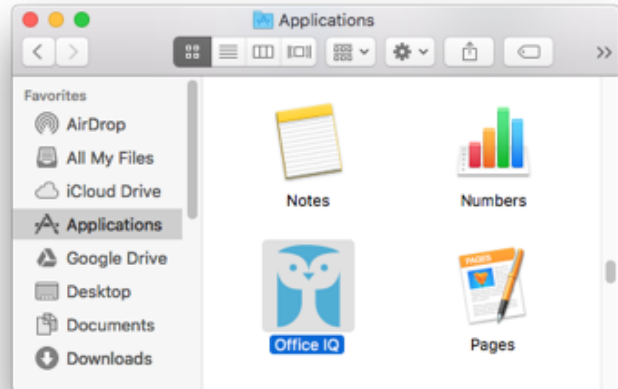 Applications
Favorites
AirDrop
All My Files
iCloud Drive
Applications
Google Drive
Desktop
Documents
Downloads
Notes
Numbers
Office IQ
PAGES
Pages